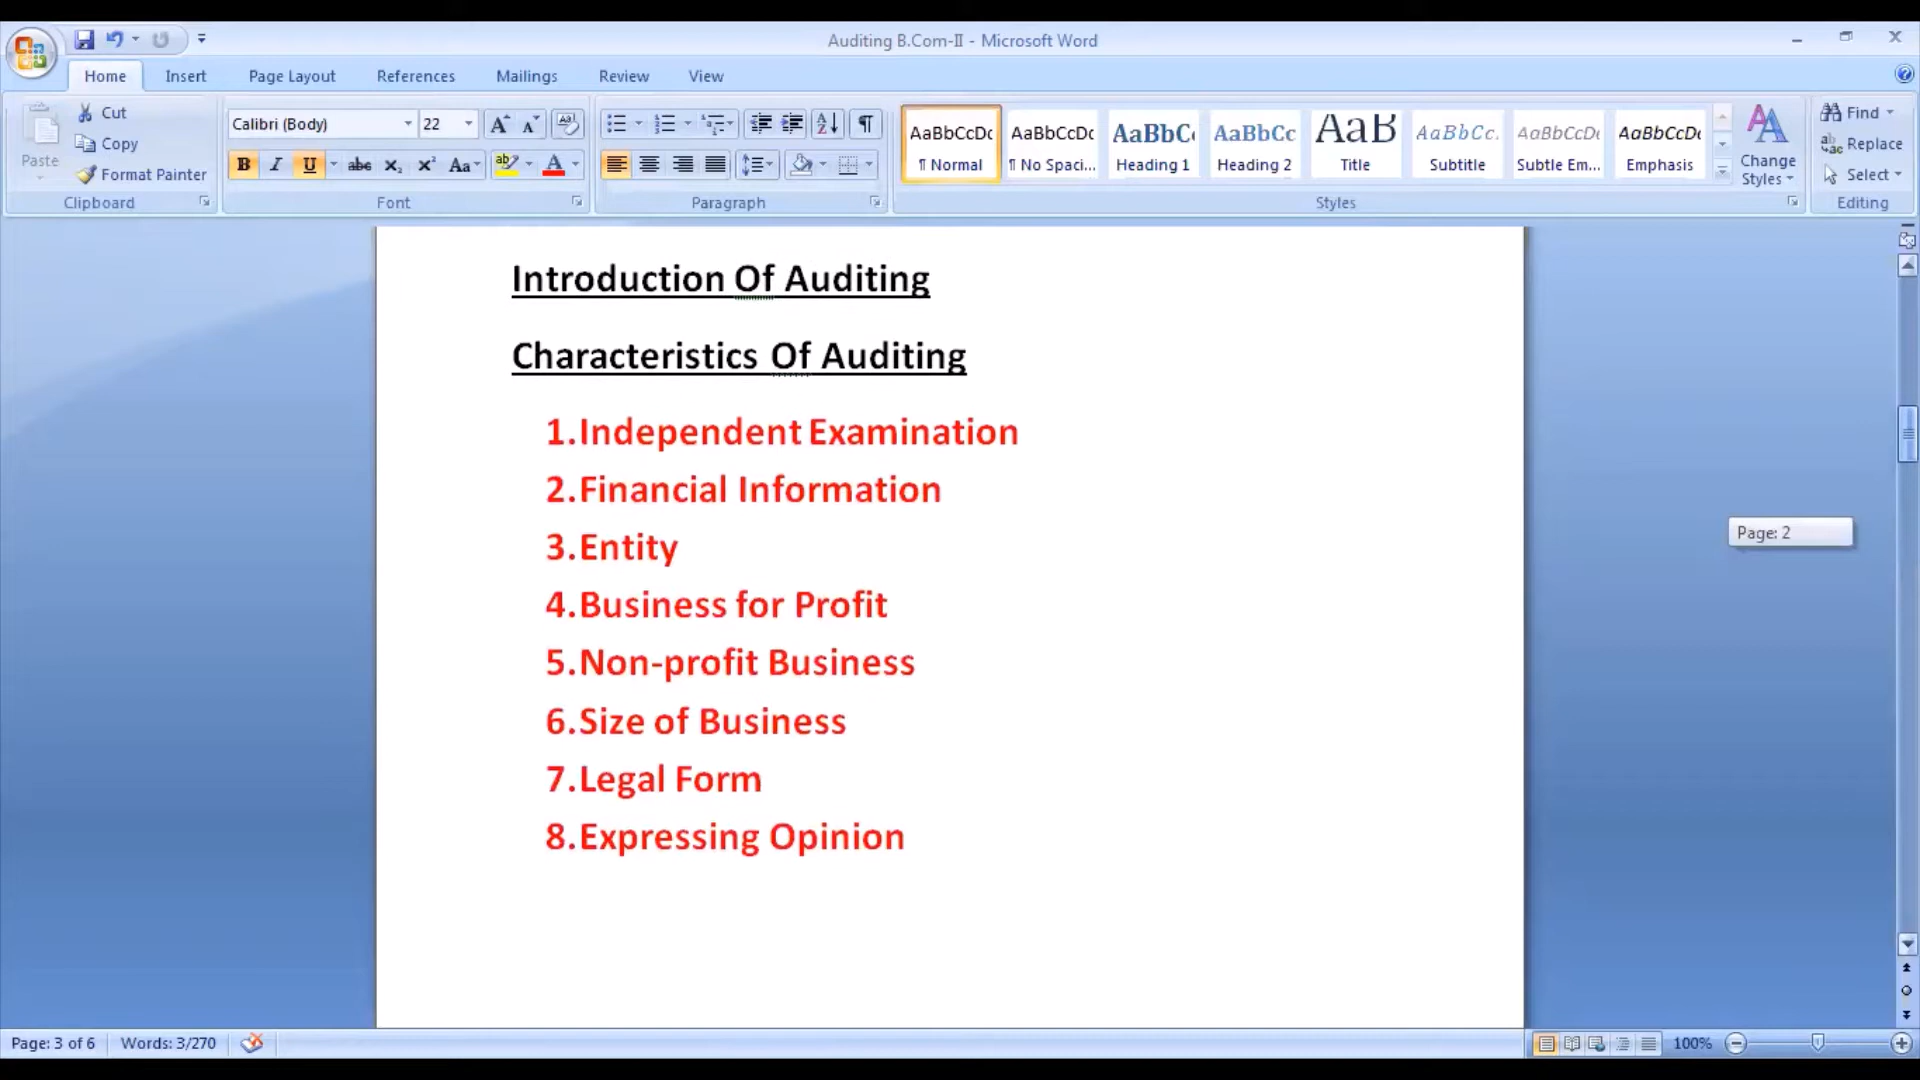 Auditing B.Com-II - Microsoft Word
Home Insert Page Layout References Mailings Review View
Cut
Copy
Format Painter
Paste
Clipboard
Calibri (Body) 22
Font
Paragraph
AaBbCcDc AaBbCcDc AaBbC AaBbCc AaB AaBbCc. AaBbCcDc AaBbCcDc
¶ Normal ¶ No Spaci... Heading 1 Heading 2 Title Subtitle Subtle Em... Emphasis
Change
Styles
Styles
Find
Replace
Select
Editing
Introduction Of Auditing
Characteristics Of Auditing
1.Independent Examination
2.Financial Information
3.Entity
4.Business for Profit
5.Non-profit Business
6.Size of Business
7.Legal Form
8.Expressing Opinion
Page: 2
Page: 3 of 6 Words: 3/270 100%